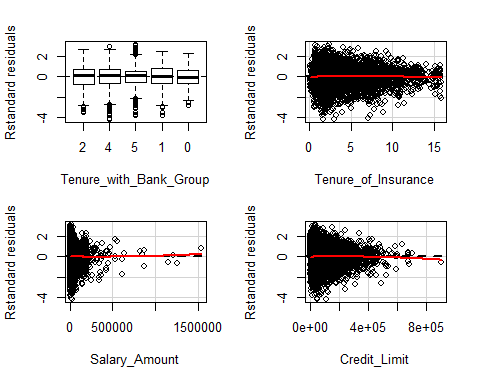 Rstandard residuals
2
0
-4
2 4 5 1 0
Tenure_with_Bank_Group
Rstandard residuals
2
0
-4
0 5 10 15
Tenure_of_Insurance
Rstandard residuals
2
0
-4
0 500000 1500000
Salary_Amount
Rstandard residuals
2
0
-4
0e+00 4e+05 8e+05
Credit_Limit